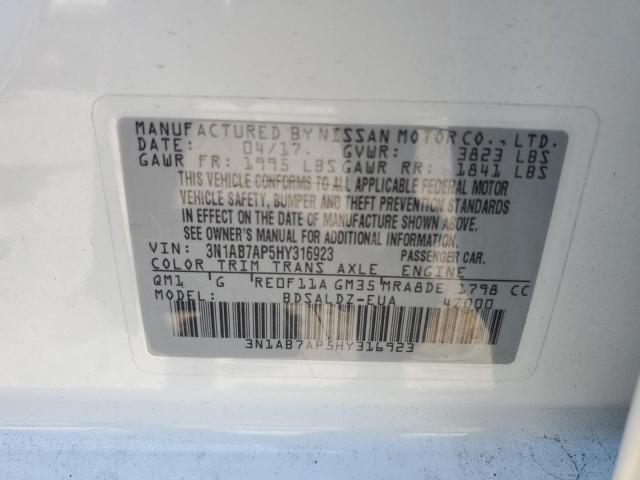 MANUFACTURED BY NISSAN MOTOR CO., LTD.
DATE: 04/17. GVWR: 3823 LBS
GAWR FR: 1995 LBS GAWR RR: 1841 LBS
THIS VEHICLE CONFORMS TO ALL APPLICABLE FEDERAL MOTOR
VEHICLE SAFETY, BUMPER AND THEFT PREVENTION STANDARDS
IN EFFECT ON THE DATE OF MANUFACTURE SHOWN ABOVE.
SEE OWNER'S MANUAL FOR ADDITIONAL INFORMATION.
VIN: 3N1AB7AP5HY316923 PASSENGER CAR.
COLOR TRIM TRANS AXLE ENGINE
QM1 G RE0F11A GM35 MRA8DE 1798 CC
MODEL: BDSALDZ-EUA 47000
3N1AB7AP5HY316923